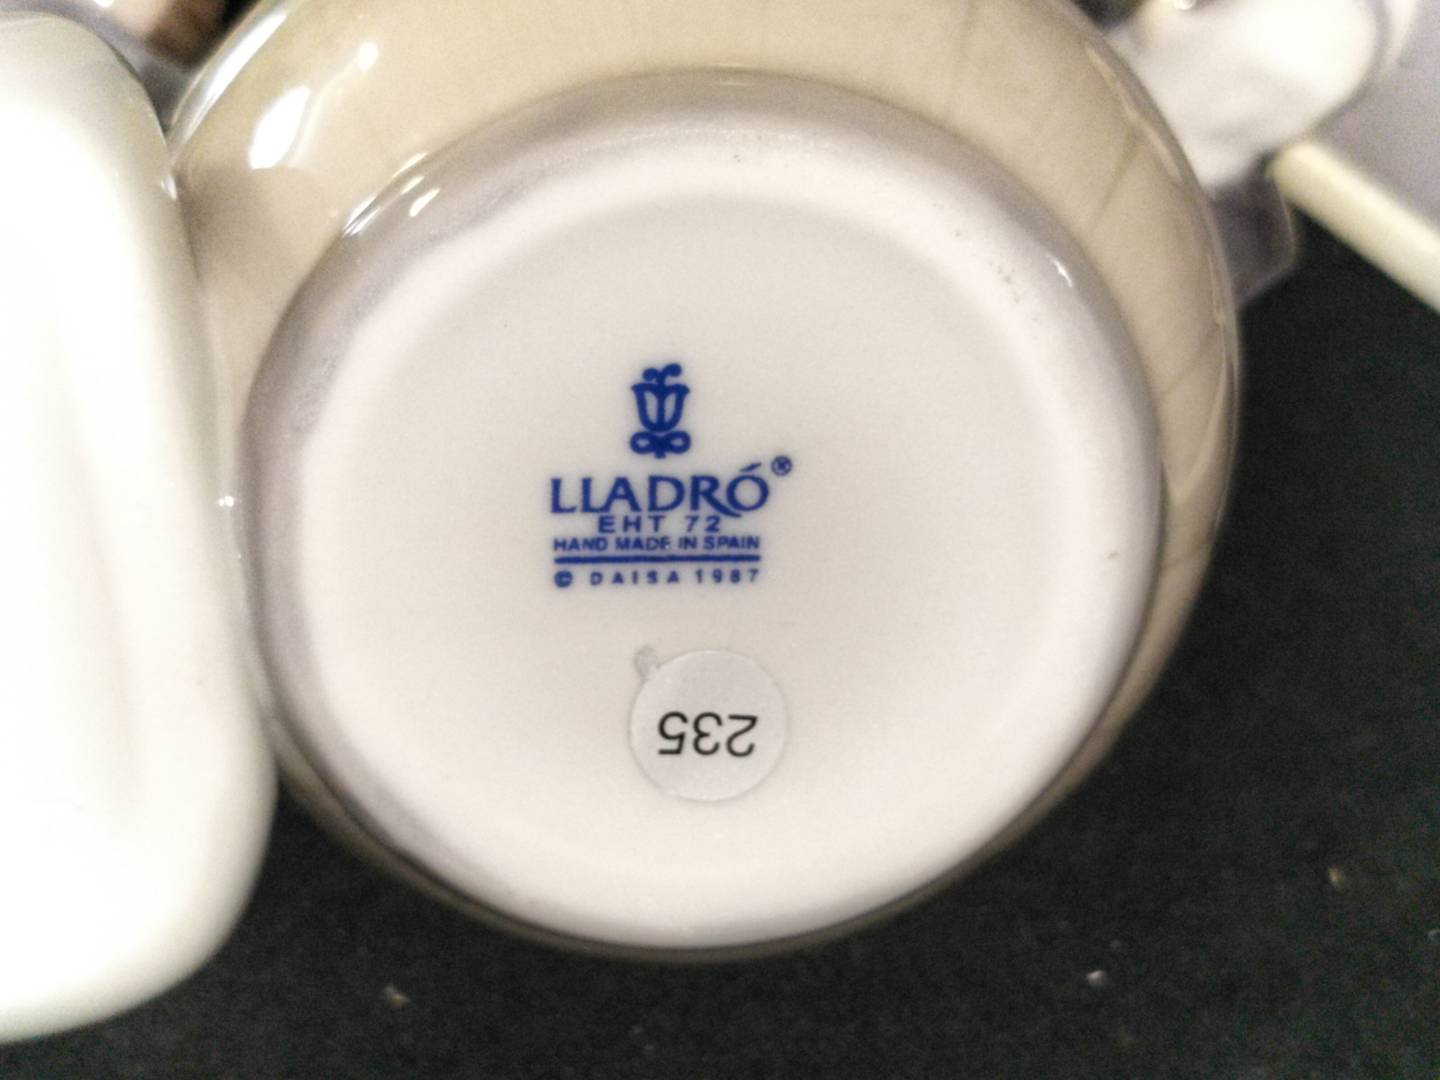 LLADRÓ®
EHT 72
HAND MADE IN SPAIN
© DAISA 1987
235